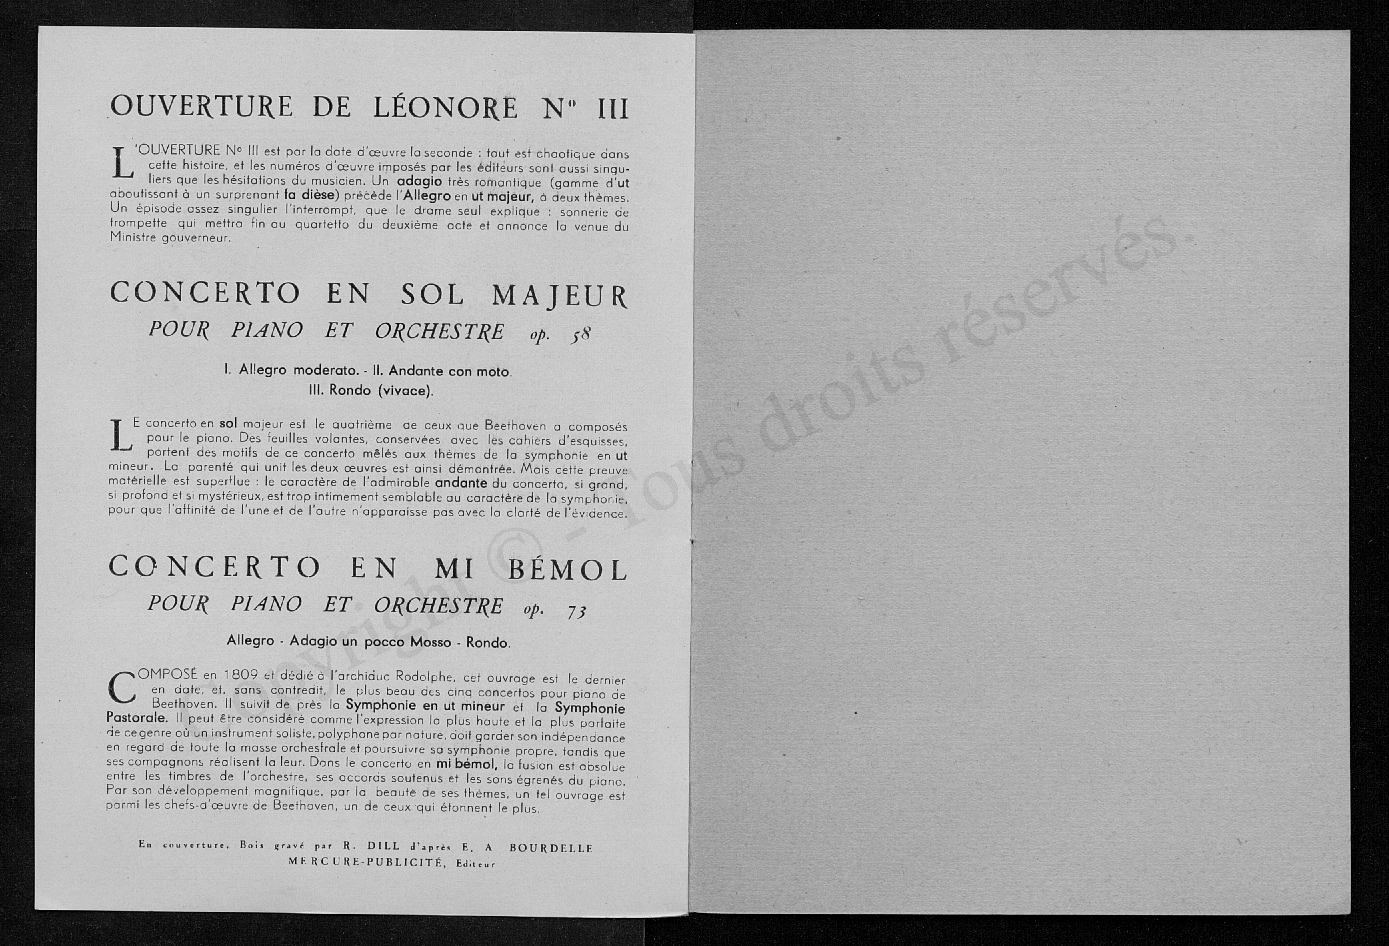 OUVERTURE DE LÉONORE Nº III
L'OUVERTURE Nº III est par la date d'œuvre la seconde : tout est chaotique dans
cette histoire, et les numéros d'œuvre imposés par les éditeurs sont aussi singu-
liers que les hésitations du musicien. Un adagio très romantique (gamme d'ut
aboutissant à un surprenant fa dièse) précède l'Allegro en ut majeur, à deux thèmes.
Un épisode assez singulier l'interrompt, que le drame seul explique : sonnerie de
trompette qui mettra fin au quartetto du deuxième acte et annonce la venue du
Ministre gouverneur.
CONCERTO EN SOL MAJEUR
POUR PIANO ET ORCHESTRE op. 58
I. Allegro moderato. - II. Andante con moto.
III. Rondo (vivace).
LE concerto en sol majeur est le quatrième de ceux que Beethoven a composés
pour le piano. Des feuilles volantes, conservées avec les cahiers d'esquisses,
portent des motifs de ce concerto mêlés aux thèmes de la symphonie en ut
mineur. La parenté qui unit les deux œuvres est ainsi démontrée. Mais cette preuve
matérielle est superflue : le caractère de l'admirable andante du concerto, si grand,
si profond et si mystérieux, est trop intimement semblable au caractère de la symphonie,
pour que l'affinité de l'une et de l'autre n'apparaisse pas avec la clarté de l'évidence.
CONCERTO EN MI BÉMOL
POUR PIANO ET ORCHESTRE op. 73
Allegro - Adagio un pocco Mosso - Rondo.
COMPOSÉ en 1809 et dédié à l'archiduc Rodolphe, cet ouvrage est le dernier
en date, et, sans contredit, le plus beau des cinq concertos pour piano de
Beethoven. Il suivit de près la Symphonie en ut mineur et la Symphonie
Pastorale. Il peut être considéré comme l'expression la plus haute et la plus parfaite
de ce genre où un instrument soliste, polyphone par nature, doit garder son indépendance
en regard de toute la masse orchestrale et poursuivre sa symphonie propre, tandis que
ses compagnons réalisent la leur. Dans le concerto en mi bémol, la fusion est absolue
entre les timbres de l'orchestre, ses accords soutenus et les sons égrenés du piano.
Par son développement magnifique, par la beauté de ses thèmes, un tel ouvrage est
parmi les chefs-d'œuvre de Beethoven, un de ceux qui étonnent le plus.
En couverture, Bois gravé par R. DILL d'après E. A BOURDELLE
MERCURE-PUBLICITÉ, Editeur
Copyright © - Tous droits réservés.